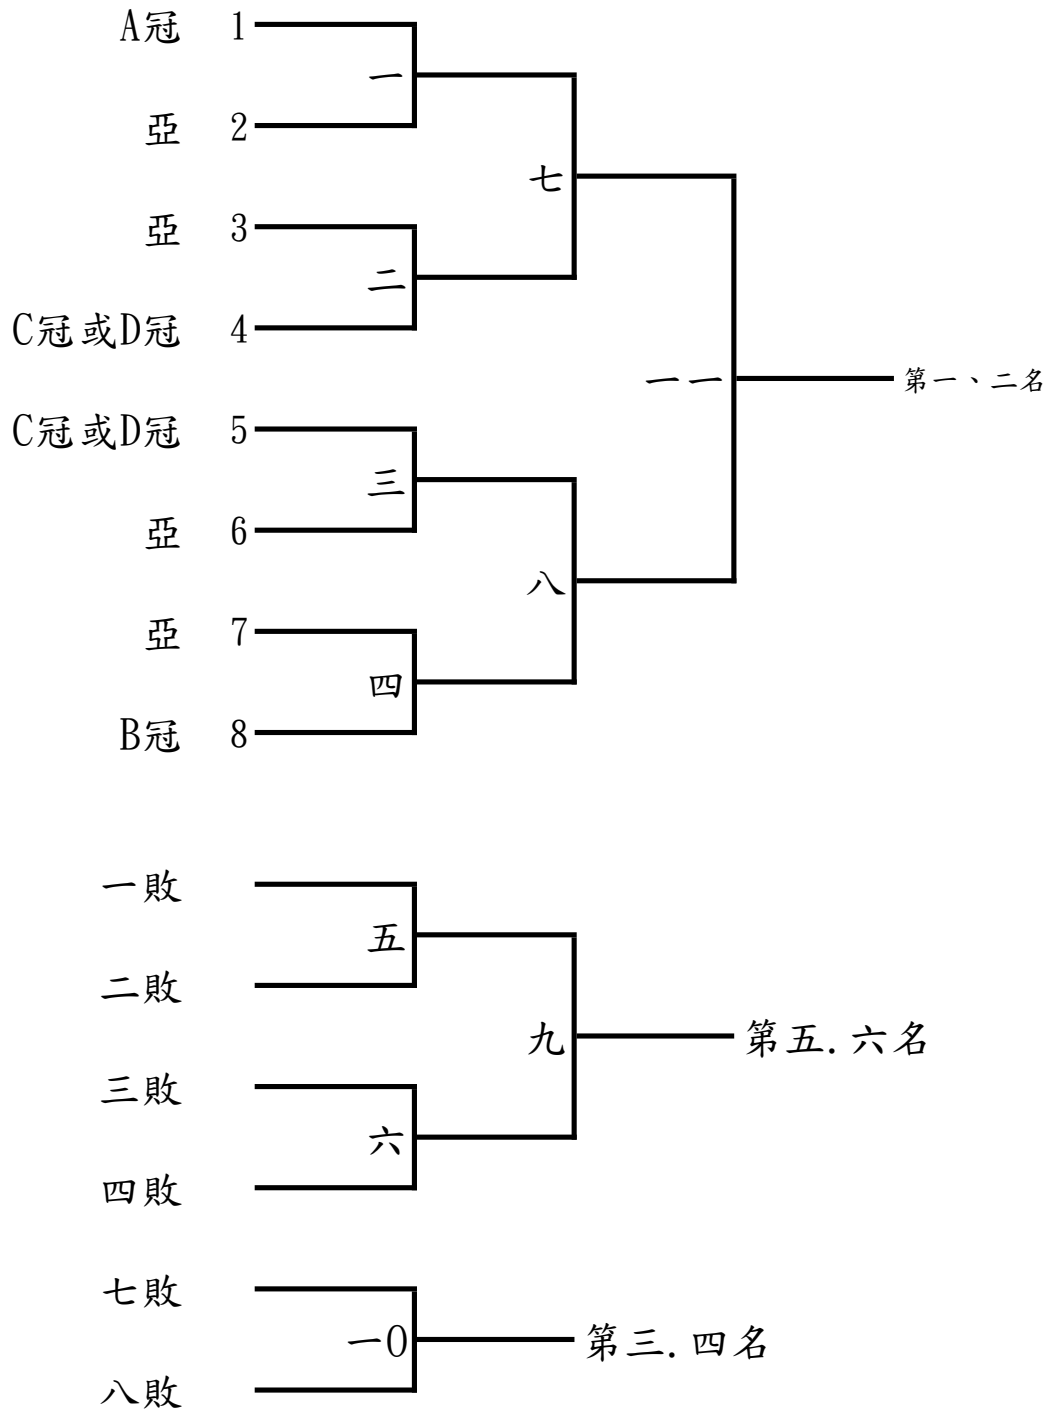 A冠 1
一
亞 2
七
亞 3
二
C冠或D冠 4
一一 第一、二名
C冠或D冠 5
三
亞 6
八
亞 7
四
B冠 8
一敗
五
二敗
九 第五.六名
三敗
六
四敗
七敗
一0 第三.四名
八敗